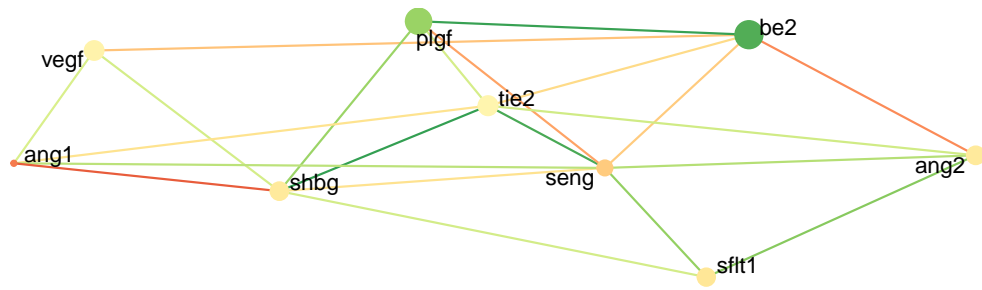 be2
plgf
vegf
tie2
ang1
ang2
seng
shbg
sflt1